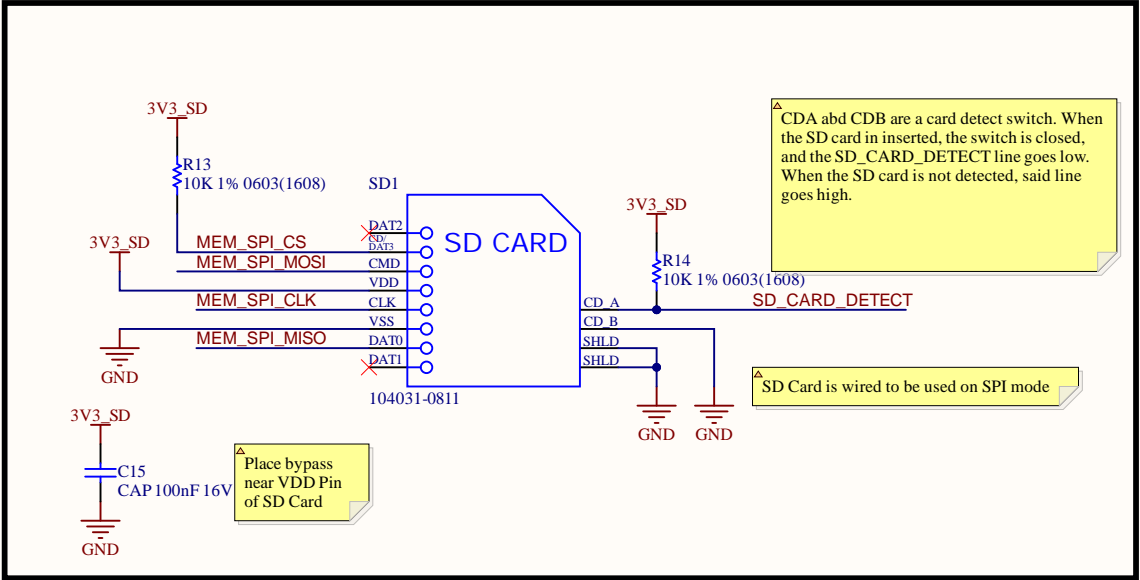 3V3_SD
R13
10K 1% 0603(1608)
3V3_SD
MEM_SPI_CS
MEM_SPI_MOSI
MEM_SPI_CLK
MEM_SPI_MISO
GND
SD1
DAT2
CD/
DAT3
CMD
VDD
CLK
VSS
DAT0
DAT1
SD CARD
104031-0811
CD_A
CD_B
SHLD
SHLD
3V3_SD
R14
10K 1% 0603(1608)
SD_CARD_DETECT
GND
GND
CDA abd CDB are a card detect switch. When
the SD card in inserted, the switch is closed,
and the SD_CARD_DETECT line goes low.
When the SD card is not detected, said line
goes high.
SD Card is wired to be used on SPI mode
3V3_SD
C15
CAP 100nF 16V
GND
Place bypass
near VDD Pin
of SD Card